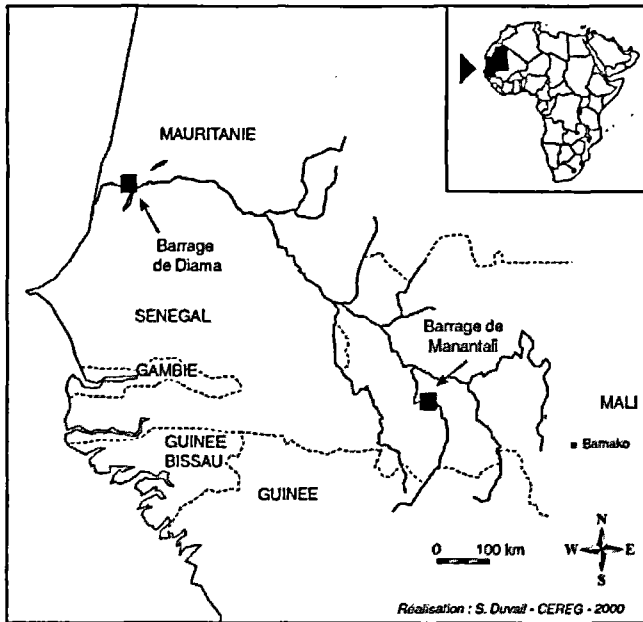 MAURITANIE
Barrage
de Diama
SENEGAL
Barrage de
Manantali
GAMBIE
MALI
Bamako
GUINEE
BISSAU
GUINEE
0 100 km
N
W E
S
Réalisation : S. Duvail - CEREG - 2000